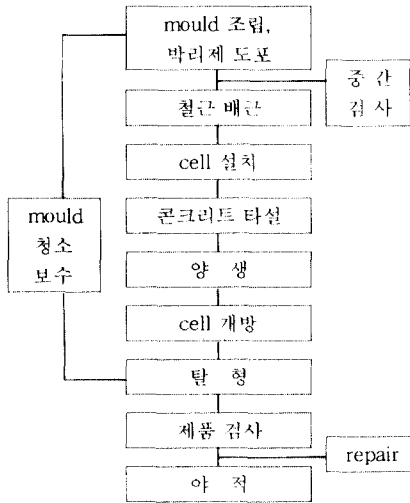 mould 조립,
박리제 도포
중 간
검 사
철근 배근
cell 설치
mould
청소
보수
콘크리트 타설
양 생
cell 개방
탈 형
제품 검사
repair
야 적